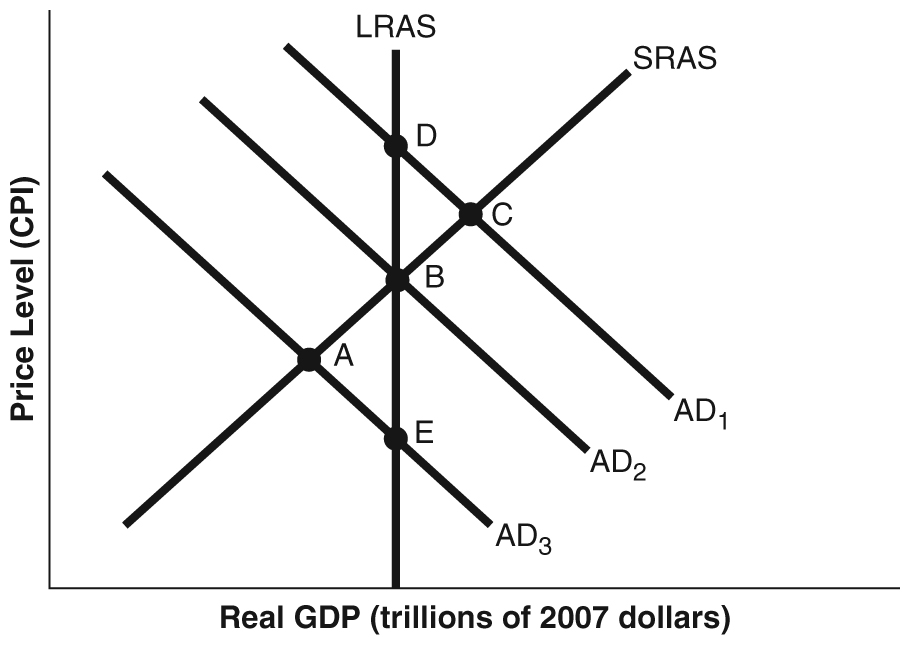 LRAS
SRAS
D
C
B
A
E
AD1
AD2
AD3
Price Level (CPI)
Real GDP (trillions of 2007 dollars)